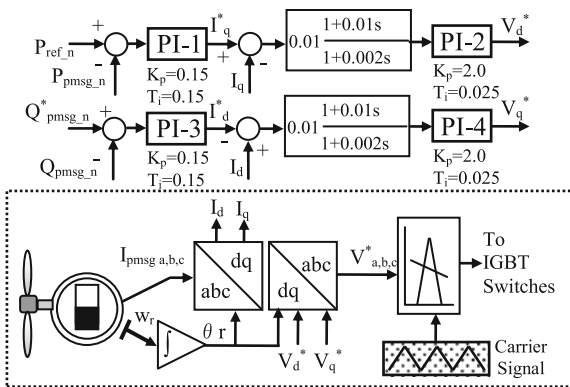 P_ref_n + - PI-1 I*_q + - 0.01 1+0.01s / 1+0.002s PI-2 V_d*
P_pmsg_n K_p=0.15 I_q K_p=2.0
T_i=0.15 T_i=0.025
Q*_pmsg_n + - PI-3 I*_d - + 0.01 1+0.01s / 1+0.002s PI-4 V_q*
Q_pmsg_n K_p=0.15 I_d K_p=2.0
T_i=0.15 T_i=0.025
I_d I_q
I_pmsg a,b,c dq abc V*_a,b,c To
abc dq IGBT
Switches
w_r ∫ θ r
V_d* V_q* Carrier
Signal